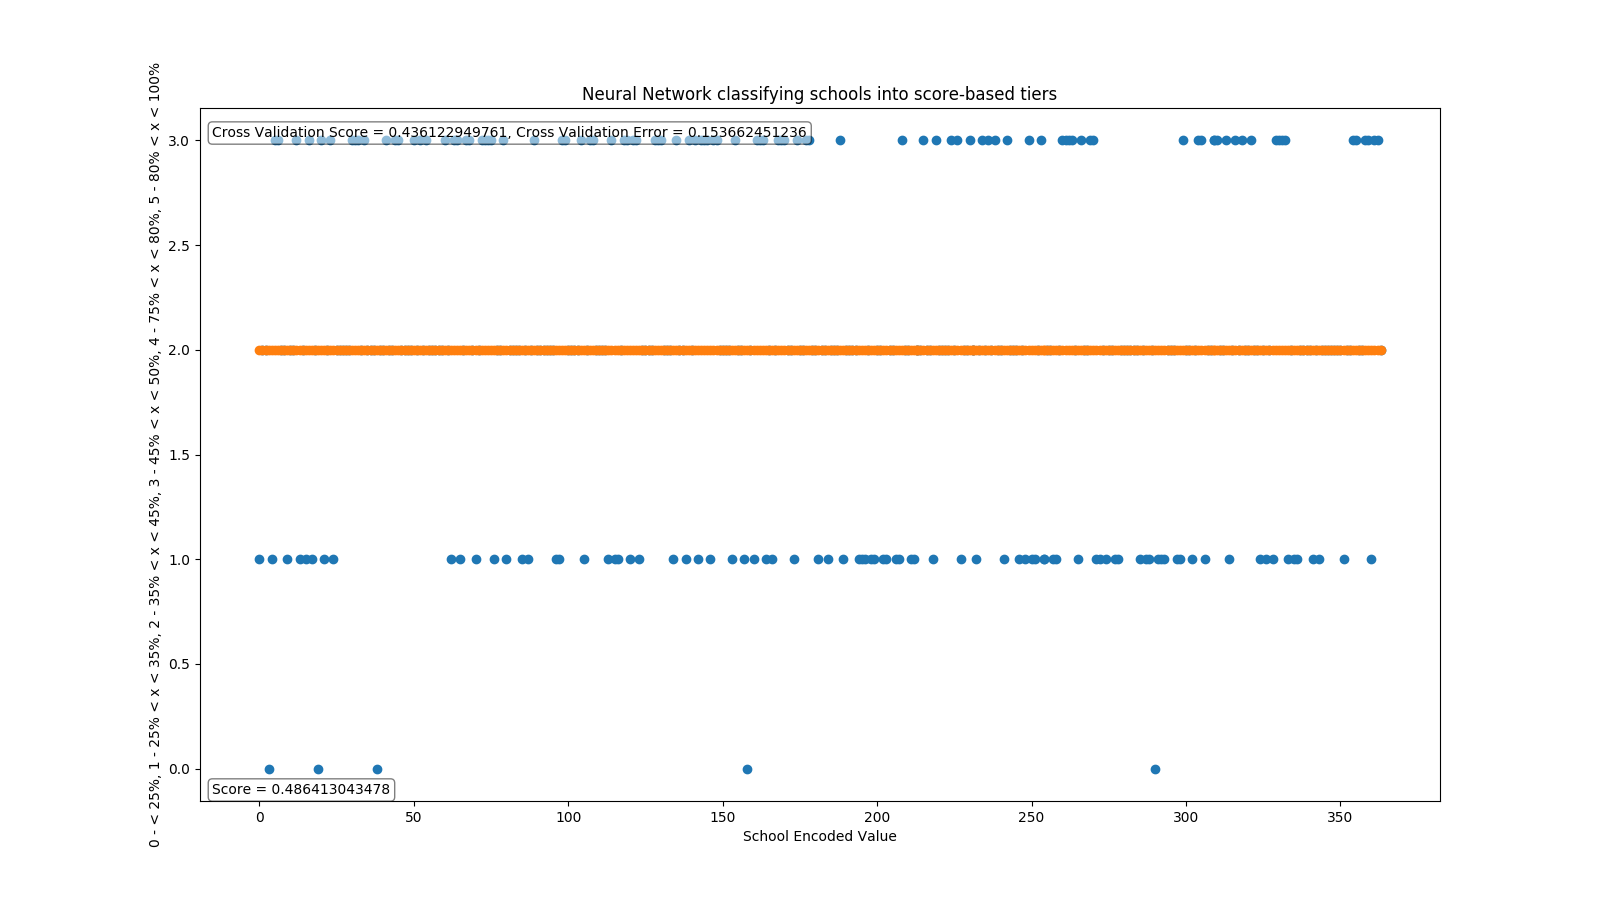 Neural Network classifying schools into score-based tiers
Cross Validation Score = 0.436122949761, Cross Validation Error = 0.153662451236
3.0
2.5
2.0
1.5
1.0
0.5
0.0
0 - < 25%, 1 - 25% < x < 35%, 2 - 35% < x < 45%, 3 - 45% < x < 50%, 4 - 75% < x < 80%, 5 - 80% < x < 100%
Score = 0.486413043478
0 50 100 150 200 250 300 350
School Encoded Value